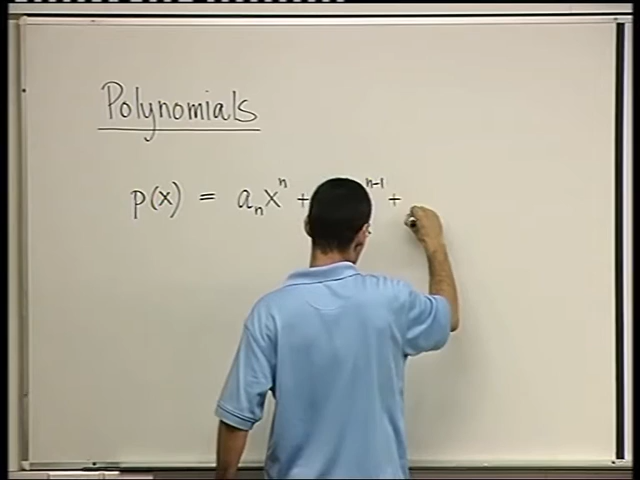 Polynomials
p(x) = aₙxⁿ + ⁿ⁻¹ +